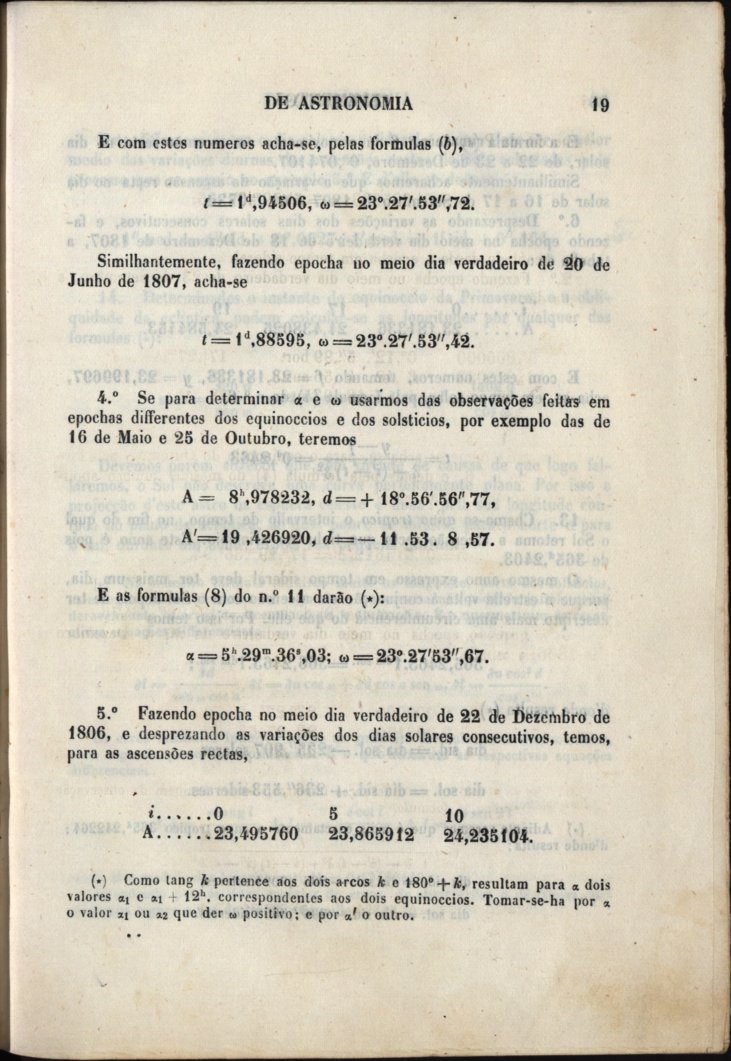 DE ASTRONOMIA 19
E com estes numeros acha-se, pelas formulas (b),
t = 1ᵈ,94506, ω = 23°.27′.53″,72.
Similhantemente, fazendo epocha no meio dia verdadeiro de 20 de
Junho de 1807, acha-se
t = 1ᵈ,88595, ω = 23°.27′.53″,42.
4.° Se para determinar α e ω usarmos das observações feitas em
epochas differentes dos equinoccios e dos solsticios, por exemplo das de
16 de Maio e 25 de Outubro, teremos
A = 8ʰ,978232, d = + 18°.56′.56″,77,
A′ = 19 ,426920, d = — 11 .53 . 8 ,57.
E as formulas (8) do n.° 11 darão (*):
α = 5ʰ.29ᵐ.36ˢ,03; ω = 23°.27′53″,67.
5.° Fazendo epocha no meio dia verdadeiro de 22 de Dezembro de
1806, e desprezando as variações dos dias solares consecutivos, temos,
para as ascensões rectas,
i......0 5 10
A......23,495760 23,865912 24,235104.
(*) Como tang k pertence aos dois arcos k e 180° + k, resultam para α dois
valores α₁ e α₁ + 12ʰ. correspondentes aos dois equinoccios. Tomar-se-ha por α
o valor α₁ ou α₂ que der ω positivo; e por α′ o outro.